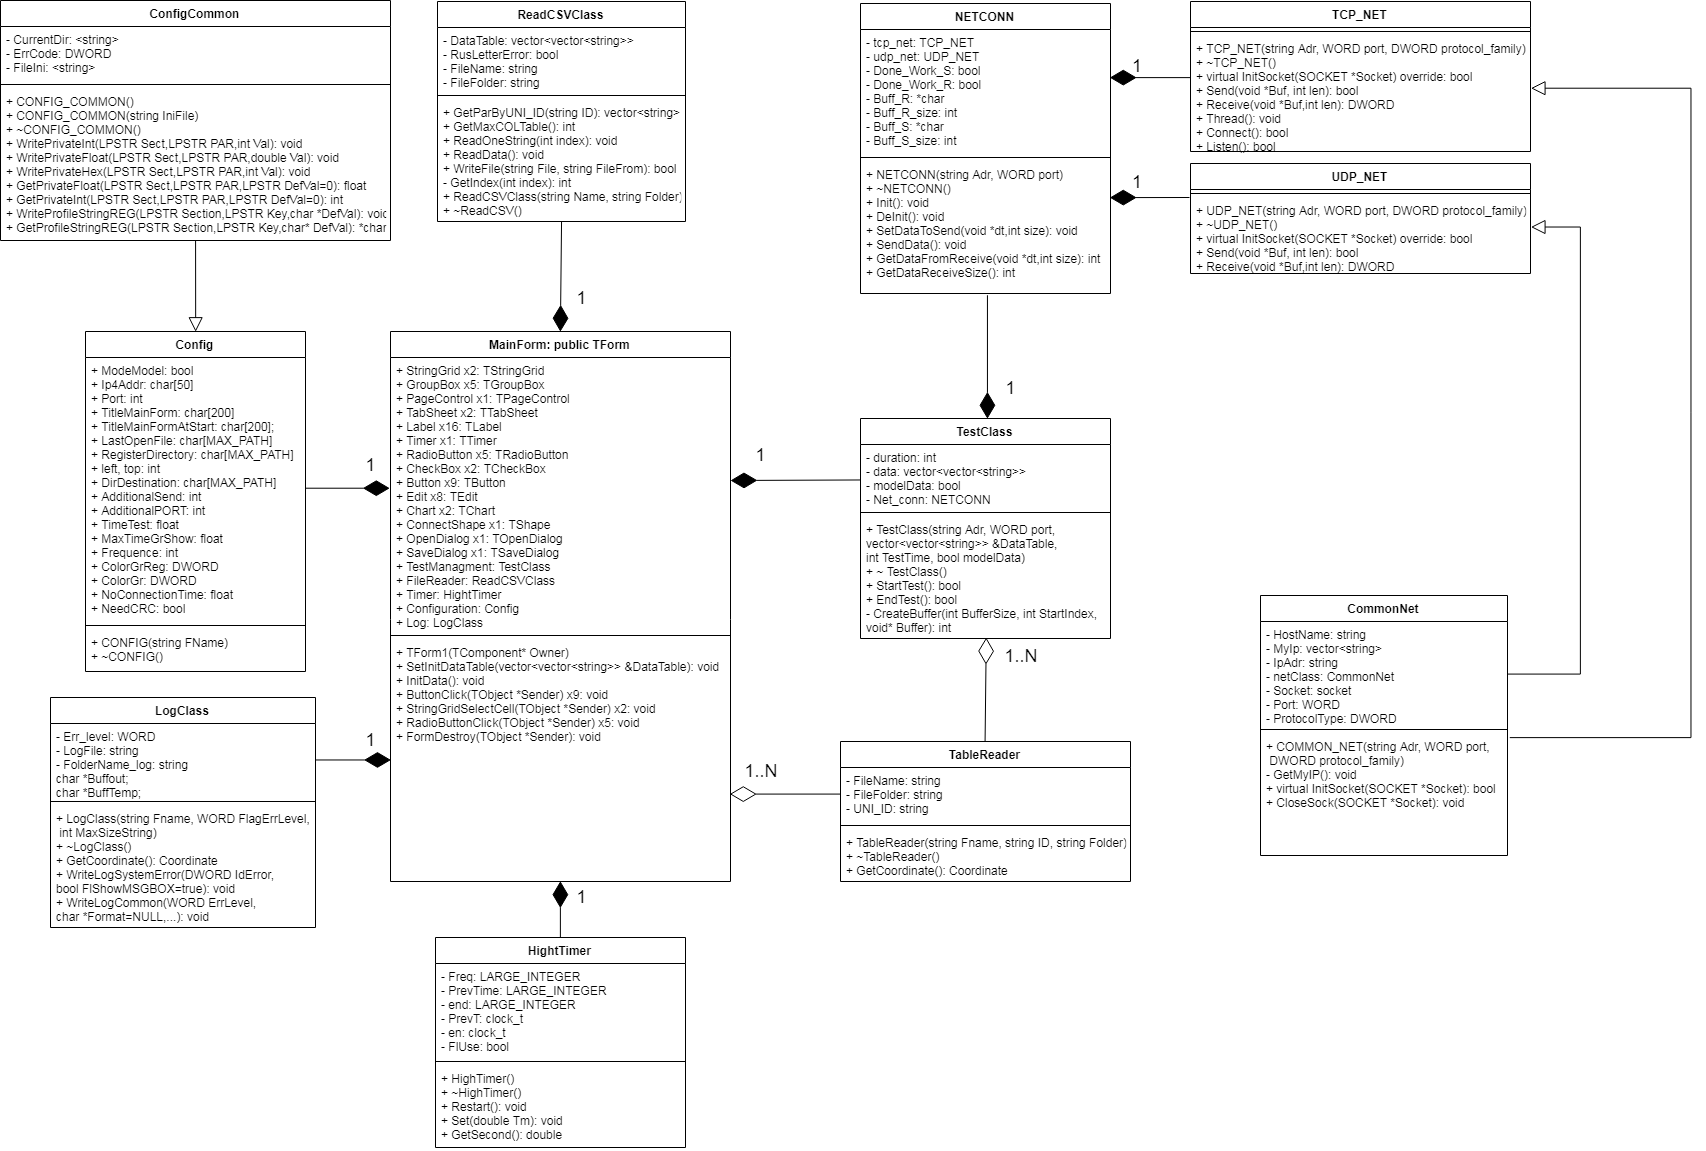 ConfigCommon
- CurrentDir: <string>
- ErrCode: DWORD
- FileIni: <string>
+ CONFIG_COMMON()
+ CONFIG_COMMON(string IniFile)
+ ~CONFIG_COMMON()
+ WritePrivateInt(LPSTR Sect,LPSTR PAR,int Val): void
+ WritePrivateFloat(LPSTR Sect,LPSTR PAR,double Val): void
+ WritePrivateHex(LPSTR Sect,LPSTR PAR,int Val): void
+ GetPrivateFloat(LPSTR Sect,LPSTR PAR,LPSTR DefVal=0): float
+ GetPrivateInt(LPSTR Sect,LPSTR PAR,LPSTR DefVal=0): int
+ WriteProfileStringREG(LPSTR Section,LPSTR Key,char *DefVal): void
+ GetProfileStringREG(LPSTR Section,LPSTR Key,char* DefVal): *char
ReadCSVClass
- DataTable: vector<vector<string>>
- RusLetterError: bool
- FileName: string
- FileFolder: string
+ GetParByUNI_ID(string ID): vector<string>
+ GetMaxCOLTable(): int
+ ReadOneString(int index): void
+ ReadData(): void
+ WriteFile(string File, string FileFrom): bool
- GetIndex(int index): int
+ ReadCSVClass(string Name, string Folder)
+ ~ReadCSV()
1
NETCONN
- tcp_net: TCP_NET
- udp_net: UDP_NET
- Done_Work_S: bool
- Done_Work_R: bool
- Buff_R: *char
- Buff_R_size: int
- Buff_S: *char
- Buff_S_size: int
+ NETCONN(string Adr, WORD port)
+ ~NETCONN()
+ Init(): void
+ DeInit(): void
+ SetDataToSend(void *dt,int size): void
+ SendData(): void
+ GetDataFromReceive(void *dt,int size): int
+ GetDataReceiveSize(): int
1
1
1
TCP_NET
+ TCP_NET(string Adr, WORD port, DWORD protocol_family)
+ ~TCP_NET()
+ virtual InitSocket(SOCKET *Socket) override: bool
+ Send(void *Buf, int len): bool
+ Receive(void *Buf,int len): DWORD
+ Thread(): void
+ Connect(): bool
+ Listen(): bool
UDP_NET
+ UDP_NET(string Adr, WORD port, DWORD protocol_family)
+ ~UDP_NET()
+ virtual InitSocket(SOCKET *Socket) override: bool
+ Send(void *Buf, int len): bool
+ Receive(void *Buf,int len): DWORD
Config
+ ModeModel: bool
+ Ip4Addr: char[50]
+ Port: int
+ TitleMainForm: char[200]
+ TitleMainFormAtStart: char[200];
+ LastOpenFile: char[MAX_PATH]
+ RegisterDirectory: char[MAX_PATH]
+ left, top: int
+ DirDestination: char[MAX_PATH]
+ AdditionalSend: int
+ AdditionalPORT: int
+ TimeTest: float
+ MaxTimeGrShow: float
+ Frequence: int
+ ColorGrReg: DWORD
+ ColorGr: DWORD
+ NoConnectionTime: float
+ NeedCRC: bool
+ CONFIG(string FName)
+ ~CONFIG()
1
MainForm: public TForm
+ StringGrid x2: TStringGrid
+ GroupBox x5: TGroupBox
+ PageControl x1: TPageControl
+ TabSheet x2: TTabSheet
+ Label x16: TLabel
+ Timer x1: TTimer
+ RadioButton x5: TRadioButton
+ CheckBox x2: TCheckBox
+ Button x9: TButton
+ Edit x8: TEdit
+ Chart x2: TChart
+ ConnectShape x1: TShape
+ OpenDialog x1: TOpenDialog
+ SaveDialog x1: TSaveDialog
+ TestManagment: TestClass
+ FileReader: ReadCSVClass
+ Timer: HightTimer
+ Configuration: Config
+ Log: LogClass
+ TForm1(TComponent* Owner)
+ SetInitDataTable(vector<vector<string>> &DataTable): void
+ InitData(): void
+ ButtonClick(TObject *Sender) x9: void
+ StringGridSelectCell(TObject *Sender) x2: void
+ RadioButtonClick(TObject *Sender) x5: void
+ FormDestroy(TObject *Sender): void
1
TestClass
- duration: int
- data: vector<vector<string>>
- modelData: bool
- Net_conn: NETCONN
+ TestClass(string Adr, WORD port,
vector<vector<string>> &DataTable,
int TestTime, bool modelData)
+ ~ TestClass()
+ StartTest(): bool
+ EndTest(): bool
- CreateBuffer(int BufferSize, int StartIndex,
void* Buffer): int
1..N
CommonNet
- HostName: string
- MyIp: vector<string>
- IpAdr: string
- netClass: CommonNet
- Socket: socket
- Port: WORD
- ProtocolType: DWORD
+ COMMON_NET(string Adr, WORD port,
DWORD protocol_family)
- GetMyIP(): void
+ virtual InitSocket(SOCKET *Socket): bool
+ CloseSock(SOCKET *Socket): void
LogClass
- Err_level: WORD
- LogFile: string
- FolderName_log: string
char *Buffout;
char *BuffTemp;
+ LogClass(string Fname, WORD FlagErrLevel,
int MaxSizeString)
+ ~LogClass()
+ GetCoordinate(): Coordinate
+ WriteLogSystemError(DWORD IdError,
bool FlShowMSGBOX=true): void
+ WriteLogCommon(WORD ErrLevel,
char *Format=NULL,...): void
1
1..N
TableReader
- FileName: string
- FileFolder: string
- UNI_ID: string
+ TableReader(string Fname, string ID, string Folder)
+ ~TableReader()
+ GetCoordinate(): Coordinate
1
HightTimer
- Freq: LARGE_INTEGER
- PrevTime: LARGE_INTEGER
- end: LARGE_INTEGER
- PrevT: clock_t
- en: clock_t
- FlUse: bool
+ HighTimer()
+ ~HighTimer()
+ Restart(): void
+ Set(double Tm): void
+ GetSecond(): double